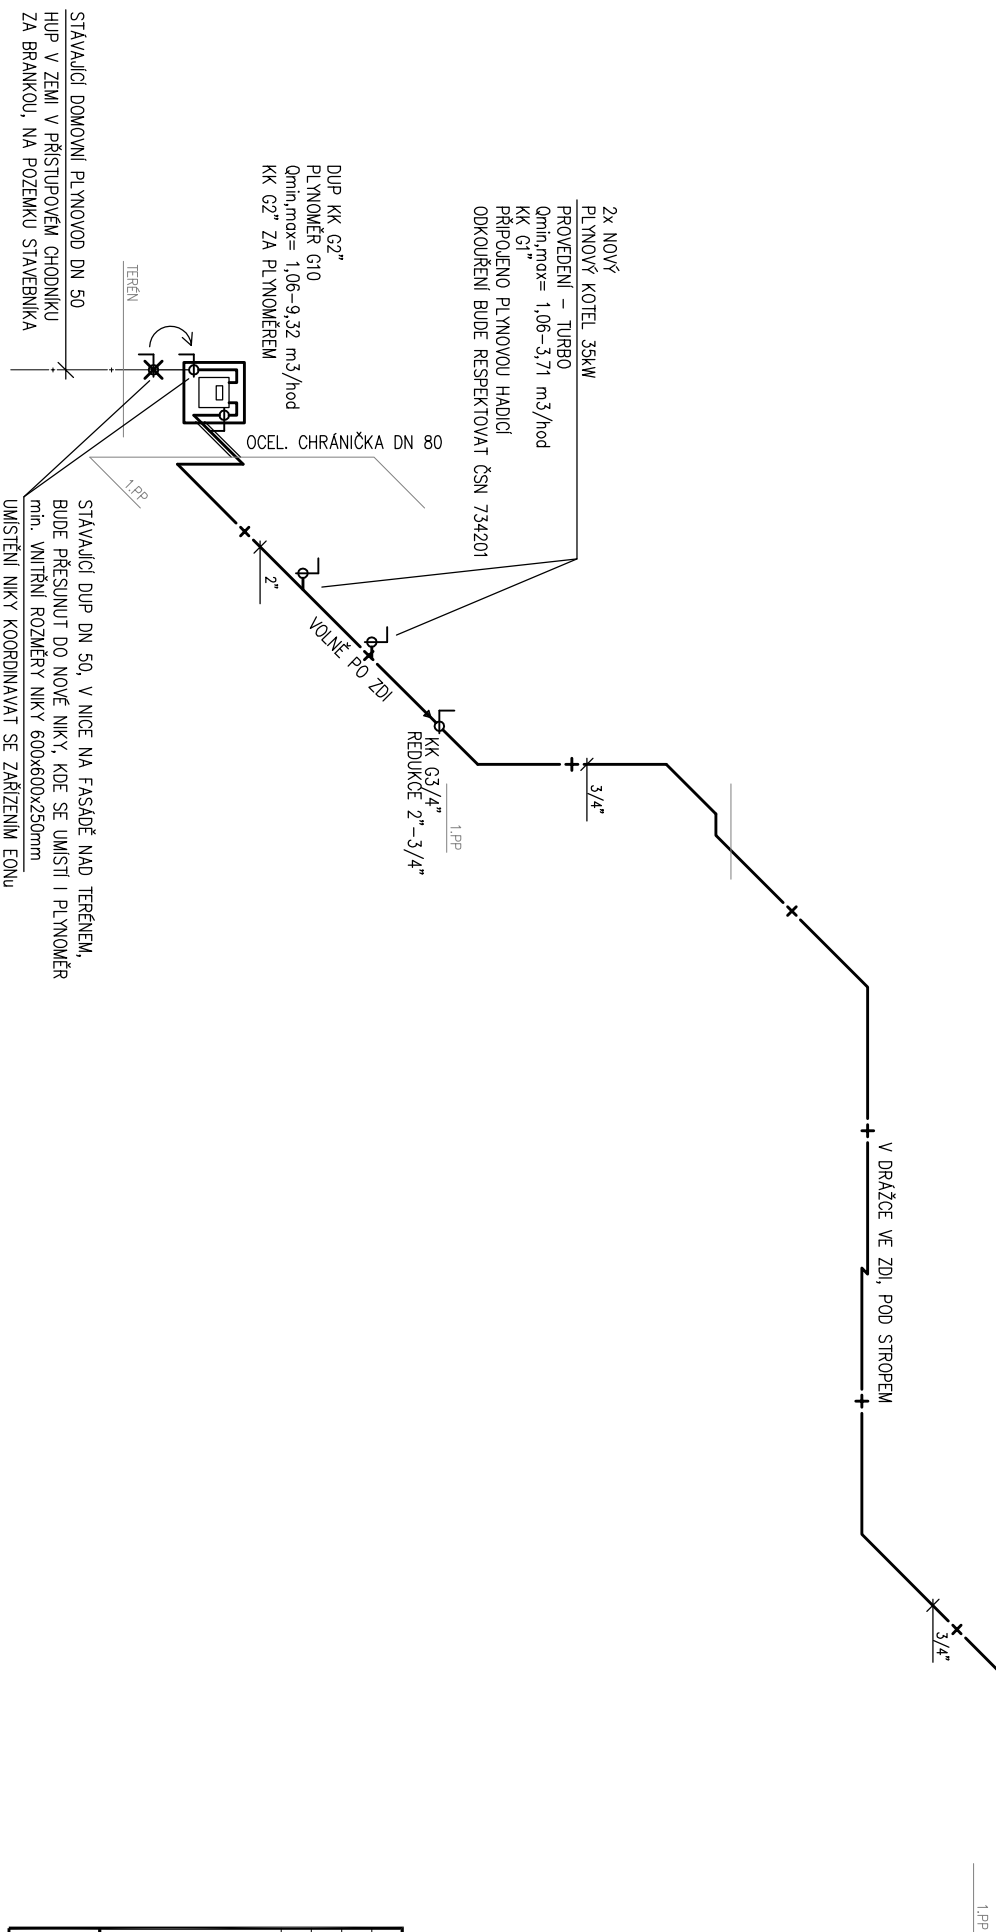 2x NOVÝ
PLYNOVÝ KOTEL 35kW
PROVEDENÍ - TURBO
Qmin,max= 1,06-3,71 m3/hod
KK G1"
PŘIPOJENO PLYNOVOU HADICÍ
ODKOUŘENÍ BUDE RESPEKTOVAT ČSN 734201
DUP KK G2"
PLYNOMĚR G10
Qmin,max= 1,06-9,32 m3/hod
KK G2" ZA PLYNOMĚREM
STÁVAJÍCÍ DOMOVNÍ PLYNOVOD DN 50
HUP V ZEMI V PŘÍSTUPOVÉM CHODNÍKU
ZA BRANKOU, NA POZEMKU STAVEBNÍKA
TERÉN
OCEL. CHRÁNIČKA DN 80
1.PP
2"
VOLNĚ PO ZDI
KK G3/4"
REDUKCE 2"-3/4"
1.PP
3/4"
STÁVAJÍCÍ DUP DN 50, V NICE NA FASÁDĚ NAD TERÉNEM,
BUDE PŘESUNUT DO NOVÉ NIKY, KDE SE UMÍSTÍ I PLYNOMĚR
min. VNITŘNÍ ROZMĚRY NIKY 600x600x250mm
UMÍSTĚNÍ NIKY KOORDINAVAT SE ZAŘÍZENÍM EONu
V DRÁŽCE VE ZDI, POD STROPEM
3/4"
1.PP